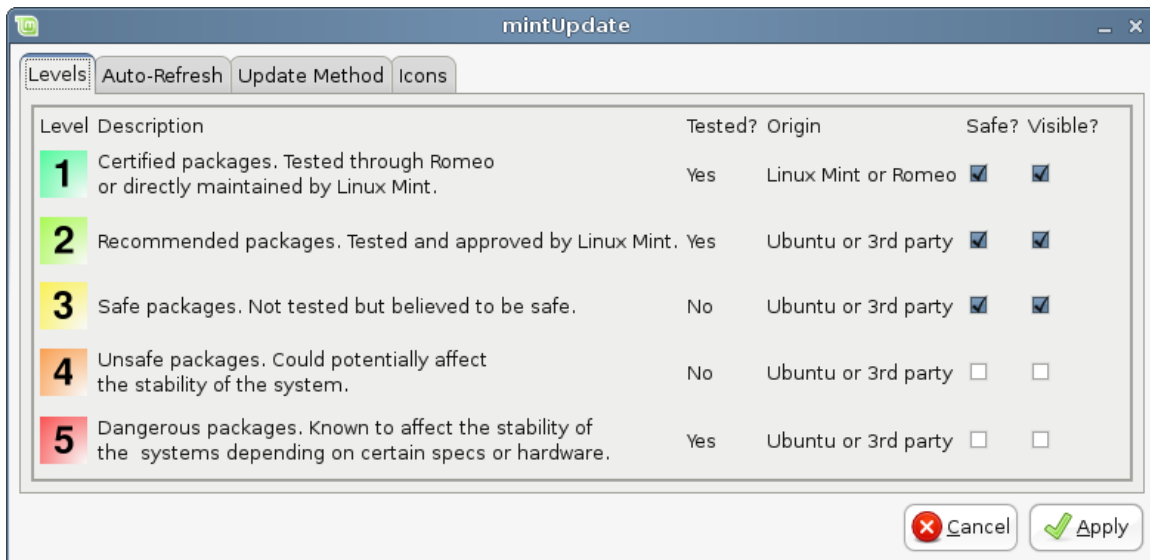 mintUpdate
Levels Auto-Refresh Update Method Icons
Level Description Tested? Origin Safe? Visible?
1 Certified packages. Tested through Romeo
or directly maintained by Linux Mint. Yes Linux Mint or Romeo
2 Recommended packages. Tested and approved by Linux Mint. Yes Ubuntu or 3rd party
3 Safe packages. Not tested but believed to be safe. No Ubuntu or 3rd party
4 Unsafe packages. Could potentially affect
the stability of the system. No Ubuntu or 3rd party
5 Dangerous packages. Known to affect the stability of
the  systems depending on certain specs or hardware. Yes Ubuntu or 3rd party
Cancel Apply